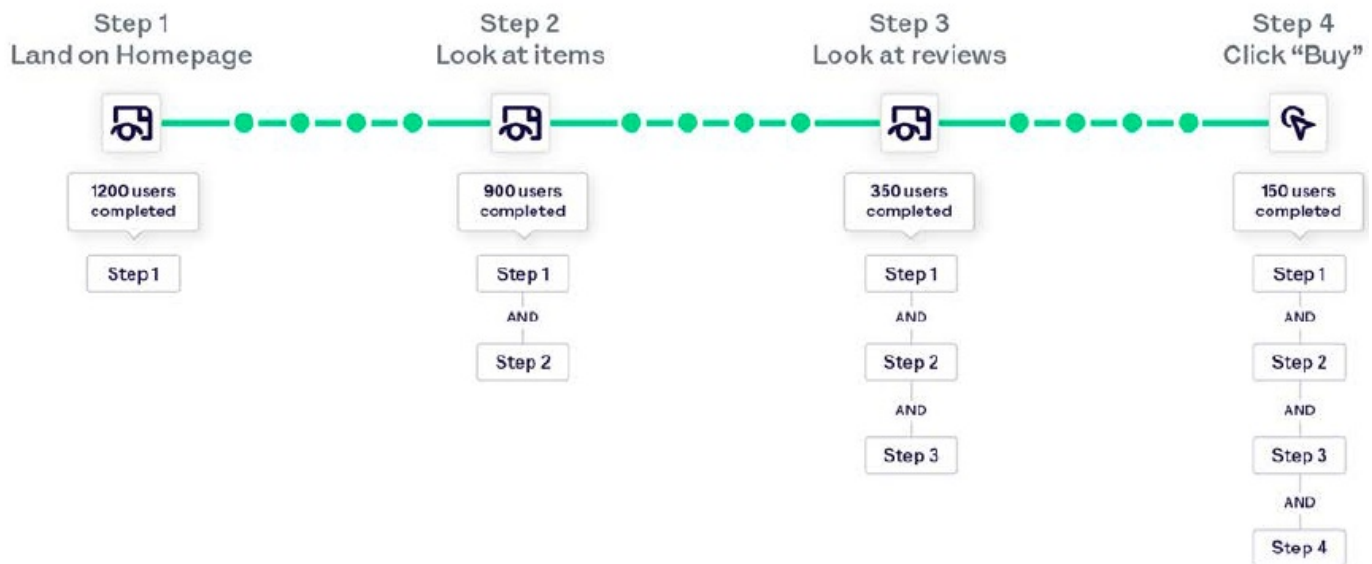 Step 1
Land on Homepage
Step 2
Look at items
Step 3
Look at reviews
Step 4
Click “Buy”
1200 users
completed
900 users
completed
350 users
completed
150 users
completed
Step 1
Step 1
AND
Step 2
Step 1
AND
Step 2
AND
Step 3
Step 1
AND
Step 2
AND
Step 3
AND
Step 4